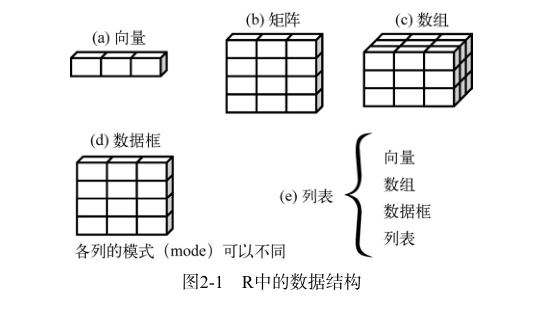 (a) 向量
(b) 矩阵
(c) 数组
(d) 数据框
各列的模式（mode）可以不同
(e) 列表
向量
数组
数据框
列表
图2-1 R中的数据结构